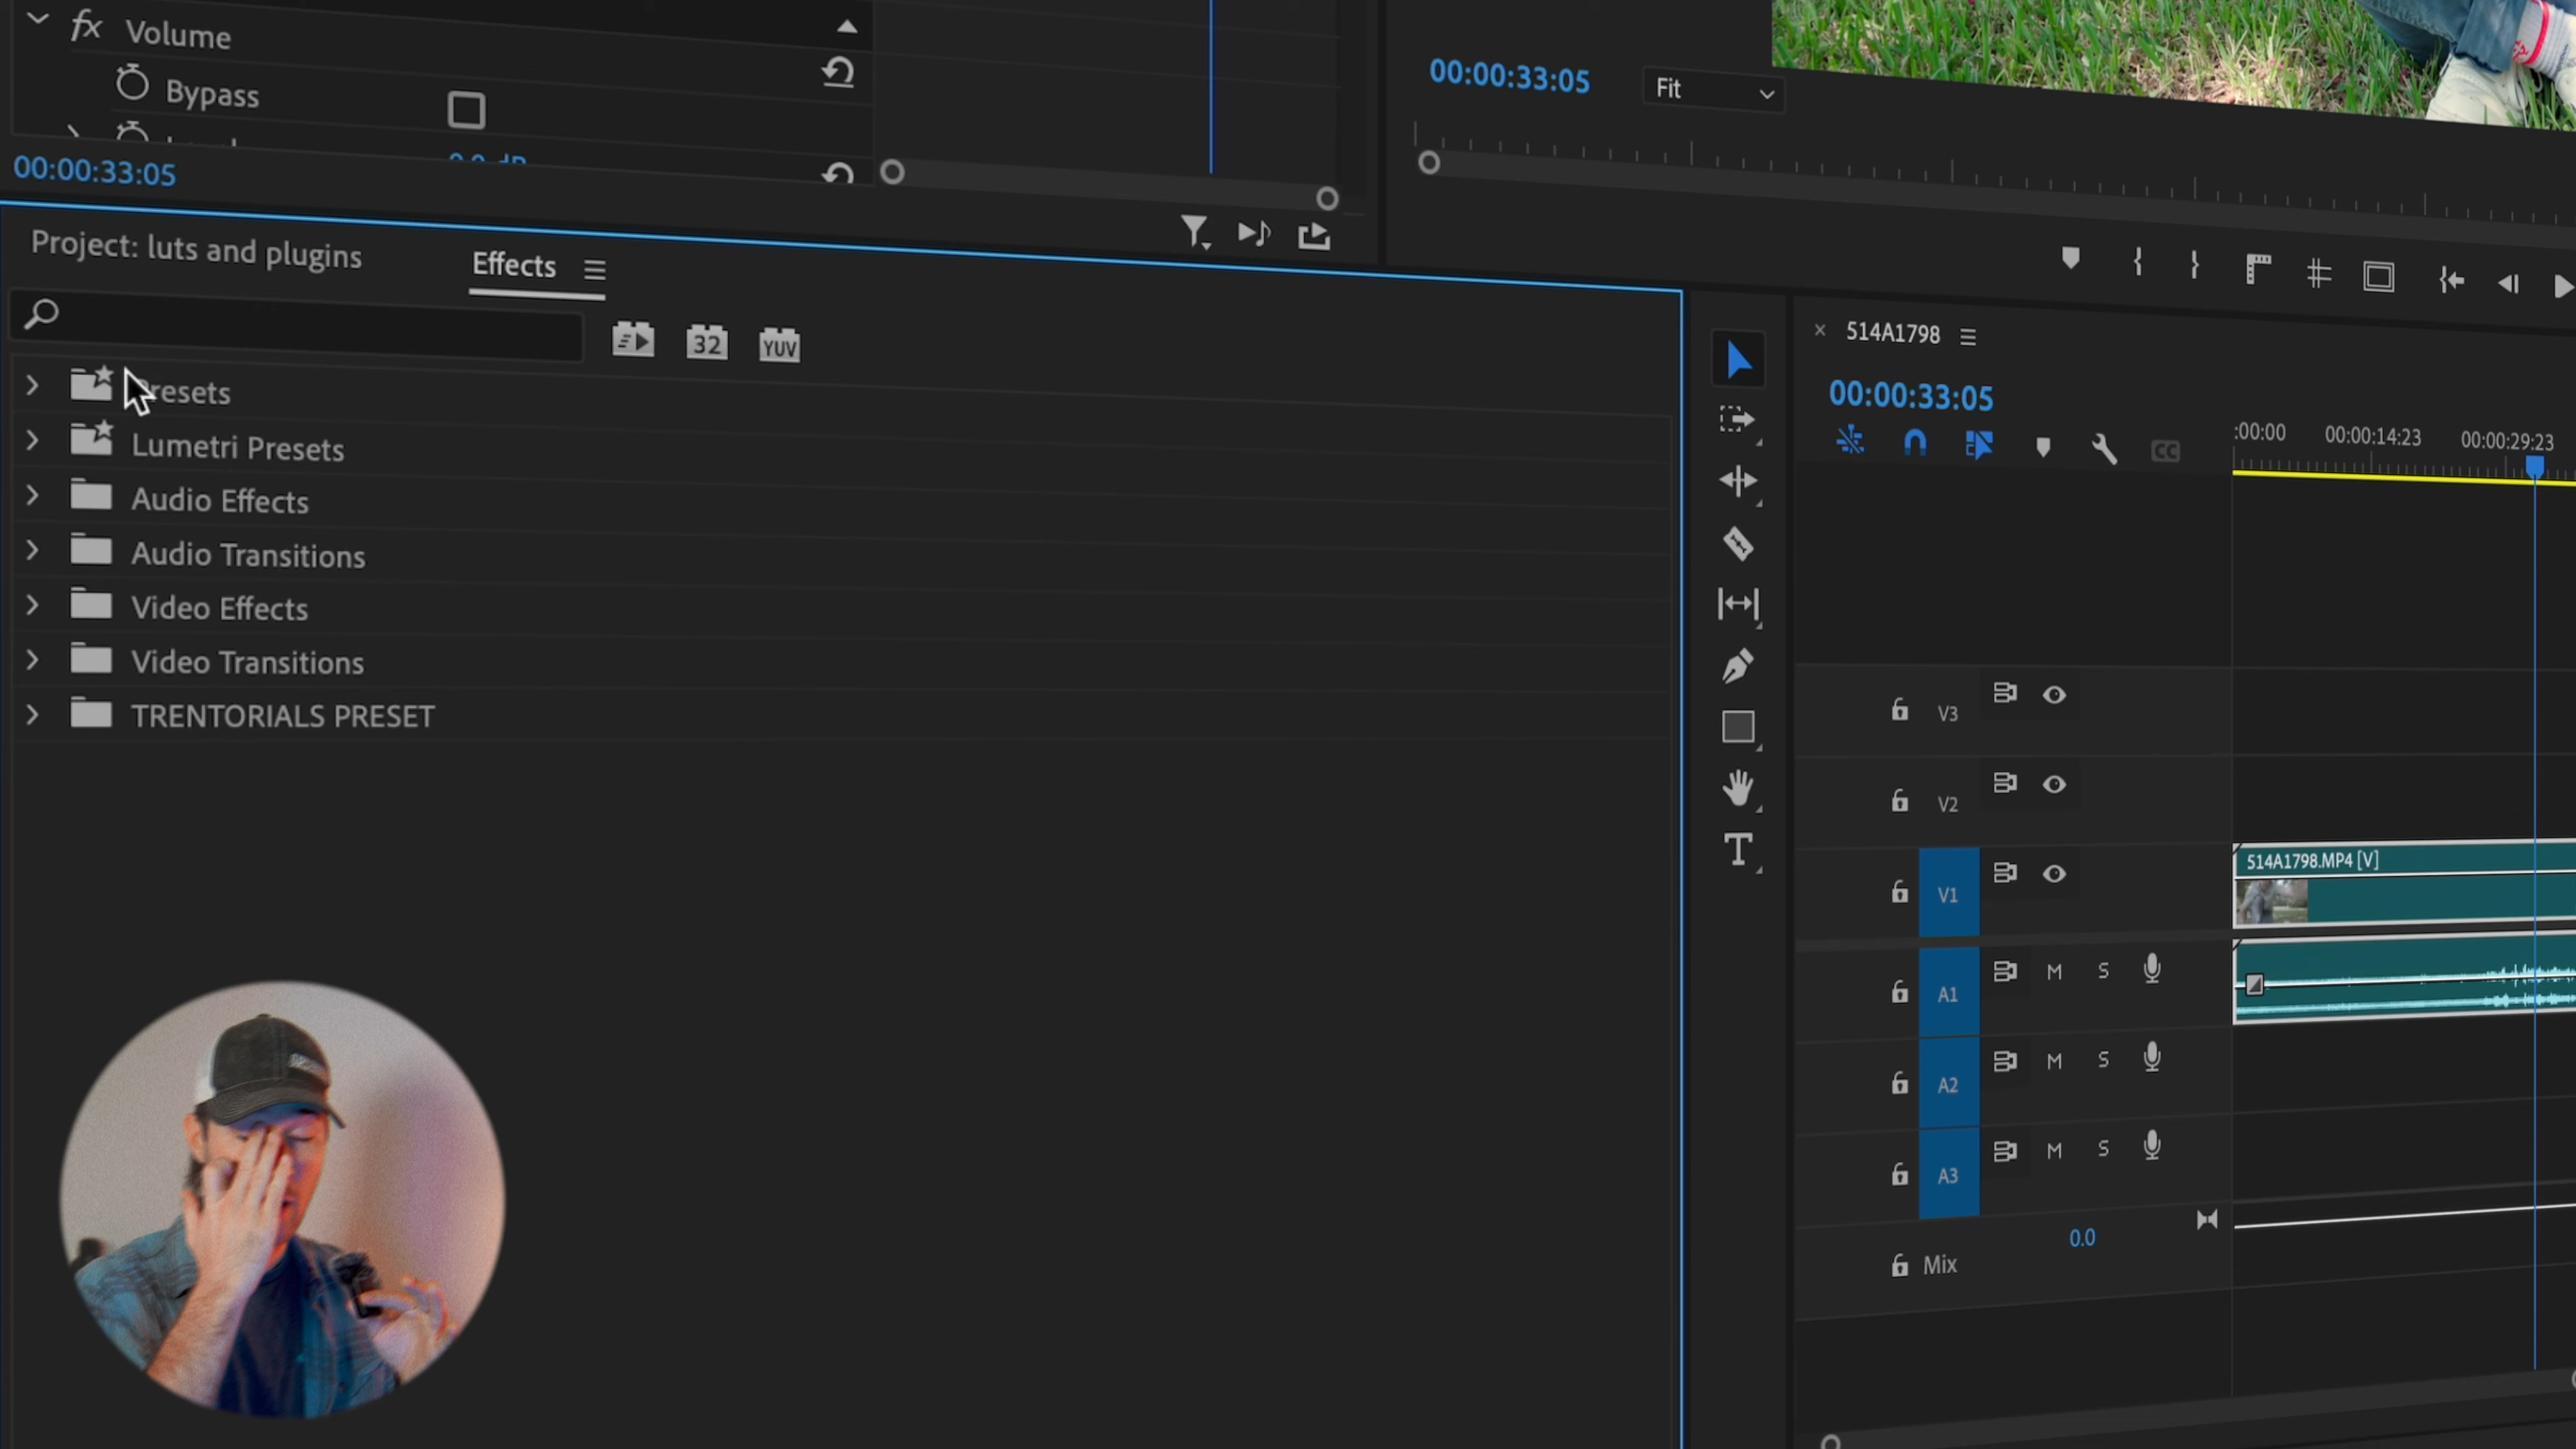 fx Volume
Bypass
00:00:33:05
Project: luts and plugins
Effects
32
YUV
Presets
Lumetri Presets
Audio Effects
Audio Transitions
Video Effects
Video Transitions
TRENTORIALS PRESET
00:00:33:05
Fit
514A1798
00:00:33:05
CC
:00:00
00:00:14:23
00:00:29:23
V3
V2
V1
514A1798.MP4 [V]
A1 M S
A2 M S
A3 M S
Mix
0.0